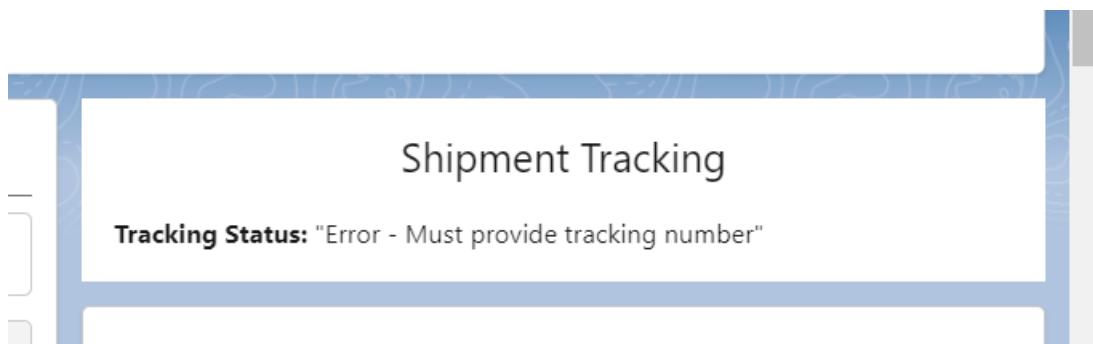 Shipment Tracking
Tracking Status: "Error - Must provide tracking number"